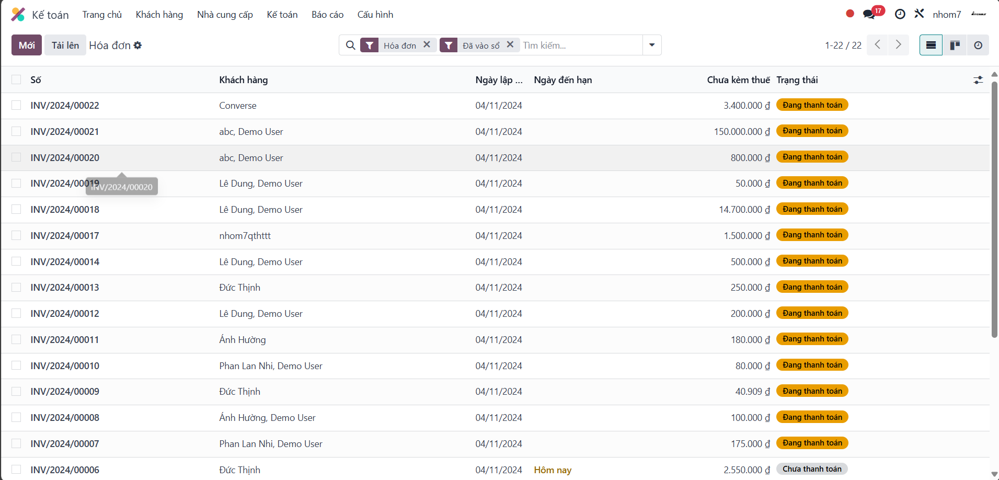 Kế toán Trang chủ Khách hàng Nhà cung cấp Kế toán Báo cáo Cấu hình 17 nhom7 dinosaur
Mới Tải lên Hóa đơn Hóa đơn Đã vào sổ Tìm kiếm... 1-22 / 22
Số Khách hàng Ngày lập ... Ngày đến hạn Chưa kèm thuế Trạng thái
INV/2024/00022 Converse 04/11/2024 3.400.000 ₫ Đang thanh toán
INV/2024/00021 abc, Demo User 04/11/2024 150.000.000 ₫ Đang thanh toán
INV/2024/00020 abc, Demo User 04/11/2024 800.000 ₫ Đang thanh toán
INV/2024/00019 Lê Dung, Demo User 04/11/2024 50.000 ₫ Đang thanh toán
INV/2024/00020
INV/2024/00018 Lê Dung, Demo User 04/11/2024 14.700.000 ₫ Đang thanh toán
INV/2024/00017 nhom7qthttt 04/11/2024 1.500.000 ₫ Đang thanh toán
INV/2024/00014 Lê Dung, Demo User 04/11/2024 500.000 ₫ Đang thanh toán
INV/2024/00013 Đức Thịnh 04/11/2024 250.000 ₫ Đang thanh toán
INV/2024/00012 Lê Dung, Demo User 04/11/2024 200.000 ₫ Đang thanh toán
INV/2024/00011 Ánh Hường 04/11/2024 180.000 ₫ Đang thanh toán
INV/2024/00010 Phan Lan Nhi, Demo User 04/11/2024 80.000 ₫ Đang thanh toán
INV/2024/00009 Đức Thịnh 04/11/2024 40.909 ₫ Đang thanh toán
INV/2024/00008 Ánh Hường, Demo User 04/11/2024 100.000 ₫ Đang thanh toán
INV/2024/00007 Phan Lan Nhi, Demo User 04/11/2024 175.000 ₫ Đang thanh toán
INV/2024/00006 Đức Thịnh 04/11/2024 Hôm nay 2.550.000 ₫ Chưa thanh toán